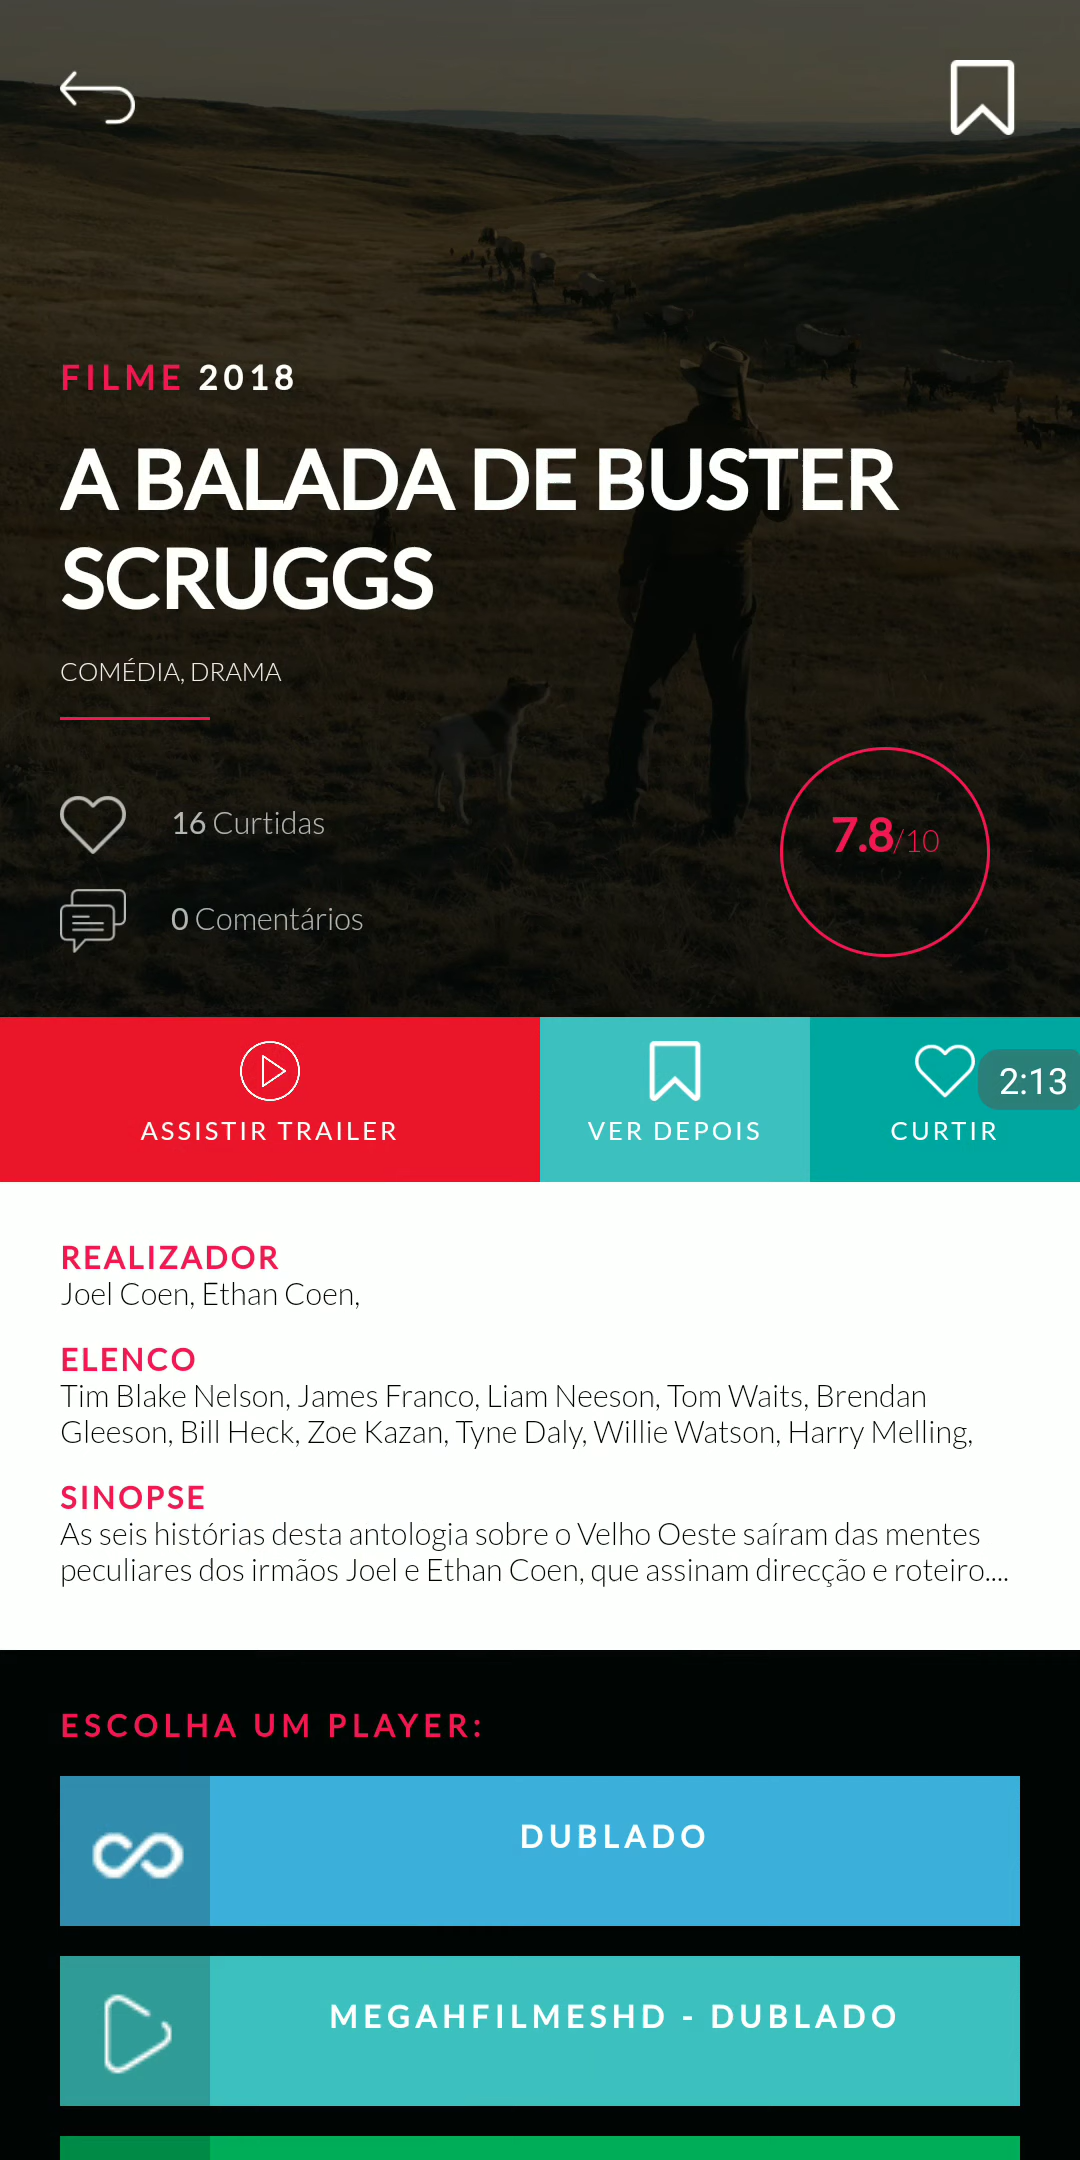 FILME 2018
A BALADA DE BUSTER
SCRUGGS
COMÉDIA, DRAMA
16 Curtidas
7.8/10
0 Comentários
ASSISTIR TRAILER
VER DEPOIS
CURTIR
2:13
REALIZADOR
Joel Coen, Ethan Coen,
ELENCO
Tim Blake Nelson, James Franco, Liam Neeson, Tom Waits, Brendan
Gleeson, Bill Heck, Zoe Kazan, Tyne Daly, Willie Watson, Harry Melling,
SINOPSE
As seis histórias desta antologia sobre o Velho Oeste saíram das mentes
peculiares dos irmãos Joel e Ethan Coen, que assinam direcção e roteiro....
ESCOLHA UM PLAYER:
DUBLADO
MEGAHFILMESHD - DUBLADO